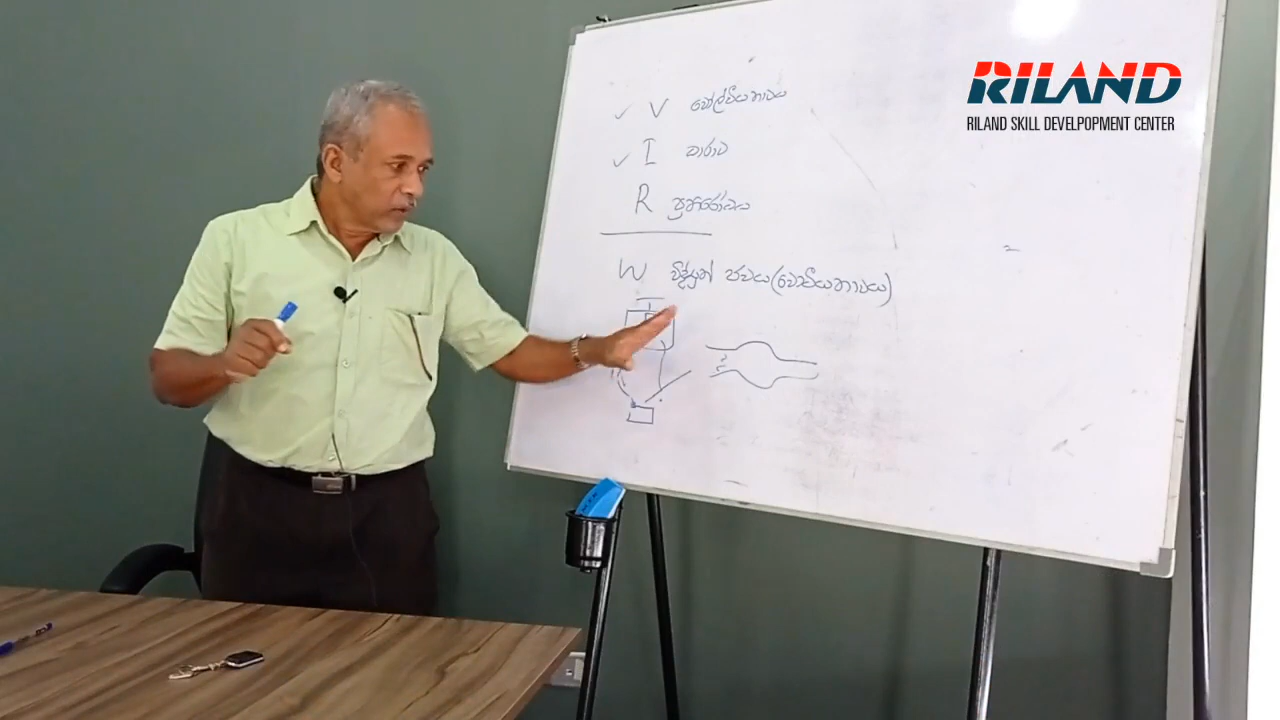 RILAND
RILAND SKILL DEVELPOPMENT CENTER
✓ V වෝල්ටීයතාවය
✓ I ධාරාව
R ප්‍රතිරෝධය
W විද්‍යුත් ජවය(වොටීයතාවය)